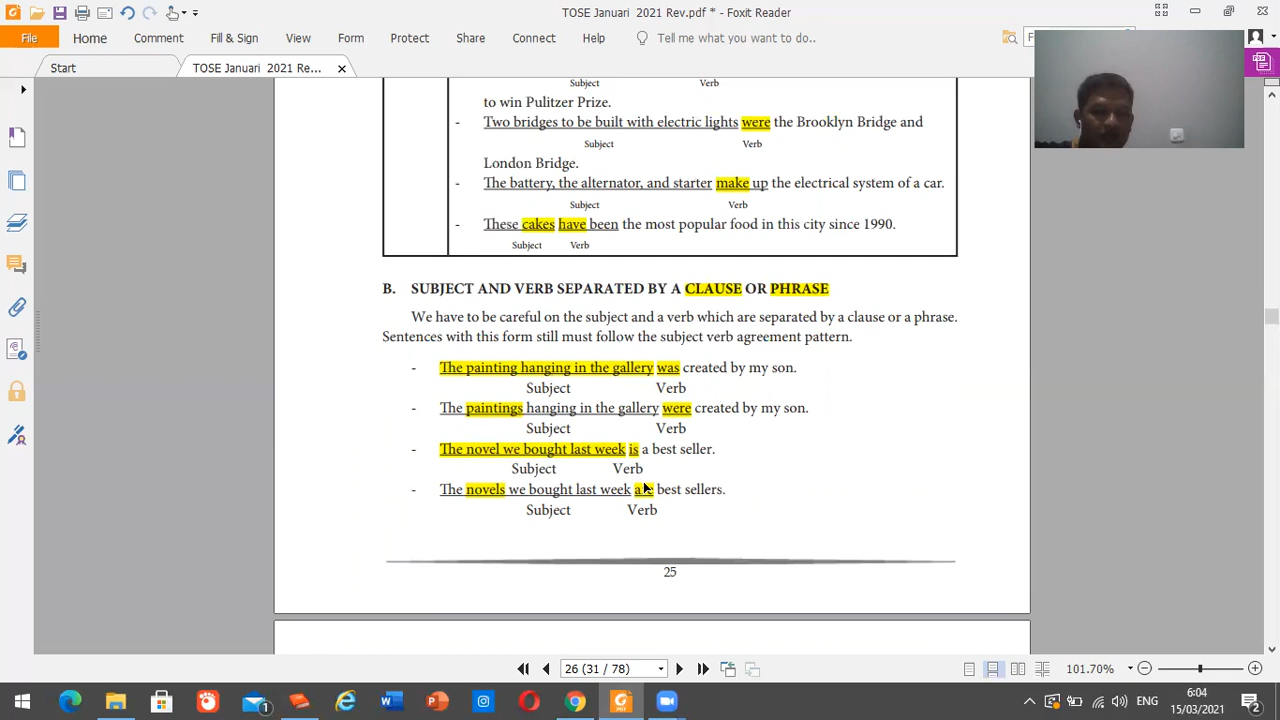 TOSE Januari 2021 Rev.pdf * - Foxit Reader
File Home Comment Fill & Sign View Form Protect Share Connect Help Tell me what you want to do..
Start TOSE Januari 2021 Re...
Subject Verb
to win Pulitzer Prize.
- Two bridges to be built with electric lights were the Brooklyn Bridge and
Subject Verb
London Bridge.
- The battery, the alternator, and starter make up the electrical system of a car.
Subject Verb
- These cakes have been the most popular food in this city since 1990.
Subject Verb
B. SUBJECT AND VERB SEPARATED BY A CLAUSE OR PHRASE
We have to be careful on the subject and a verb which are separated by a clause or a phrase.
Sentences with this form still must follow the subject verb agreement pattern.
- The painting hanging in the gallery was created by my son.
Subject Verb
- The paintings hanging in the gallery were created by my son.
Subject Verb
- The novel we bought last week is a best seller.
Subject Verb
- The novels we bought last week are best sellers.
Subject Verb
25
26 (31 / 78)
101.70%
ENG
6:04
15/03/2021